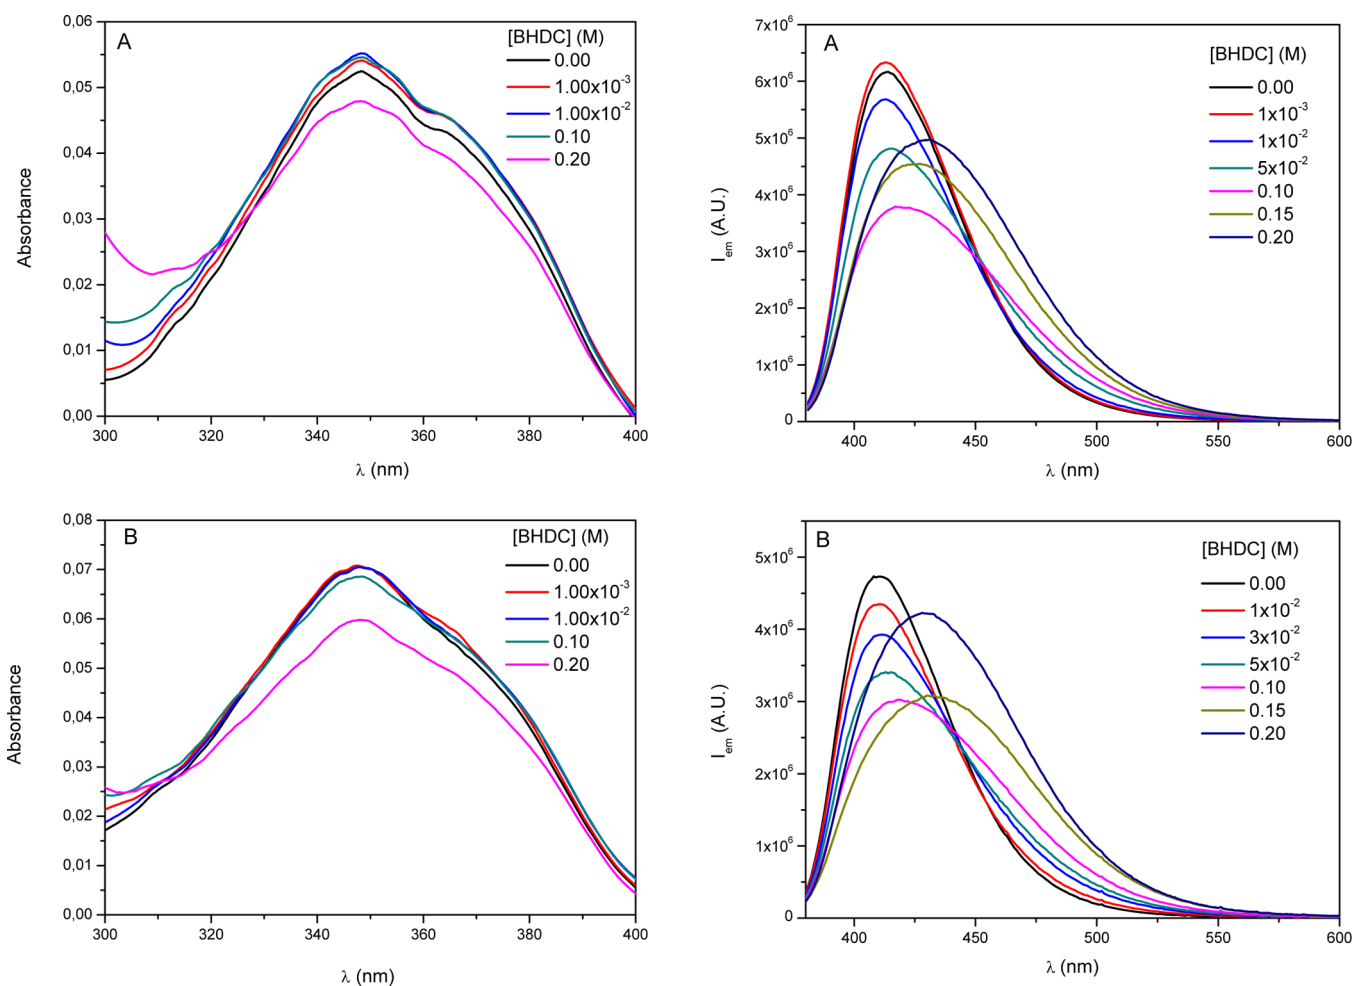 A
[BHDC] (M)
0.00
1.00x10⁻³
1.00x10⁻²
0.10
0.20
0,06
0,05
0,04
0,03
0,02
0,01
0,00
Absorbance
300 320 340 360 380 400
λ (nm)
A
[BHDC] (M)
0.00
1x10⁻³
1x10⁻²
5x10⁻²
0.10
0.15
0.20
7x10⁶
6x10⁶
5x10⁶
4x10⁶
3x10⁶
2x10⁶
1x10⁶
0
I_em (A.U.)
400 450 500 550 600
λ (nm)
B
[BHDC] (M)
0.00
1.00x10⁻³
1.00x10⁻²
0.10
0.20
0,08
0,07
0,06
0,05
0,04
0,03
0,02
0,01
0,00
Absorbance
300 320 340 360 380 400
λ (nm)
B
[BHDC] (M)
0.00
1x10⁻²
3x10⁻²
5x10⁻²
0.10
0.15
0.20
5x10⁶
4x10⁶
3x10⁶
2x10⁶
1x10⁶
0
I_em (A.U.)
400 450 500 550 600
λ (nm)